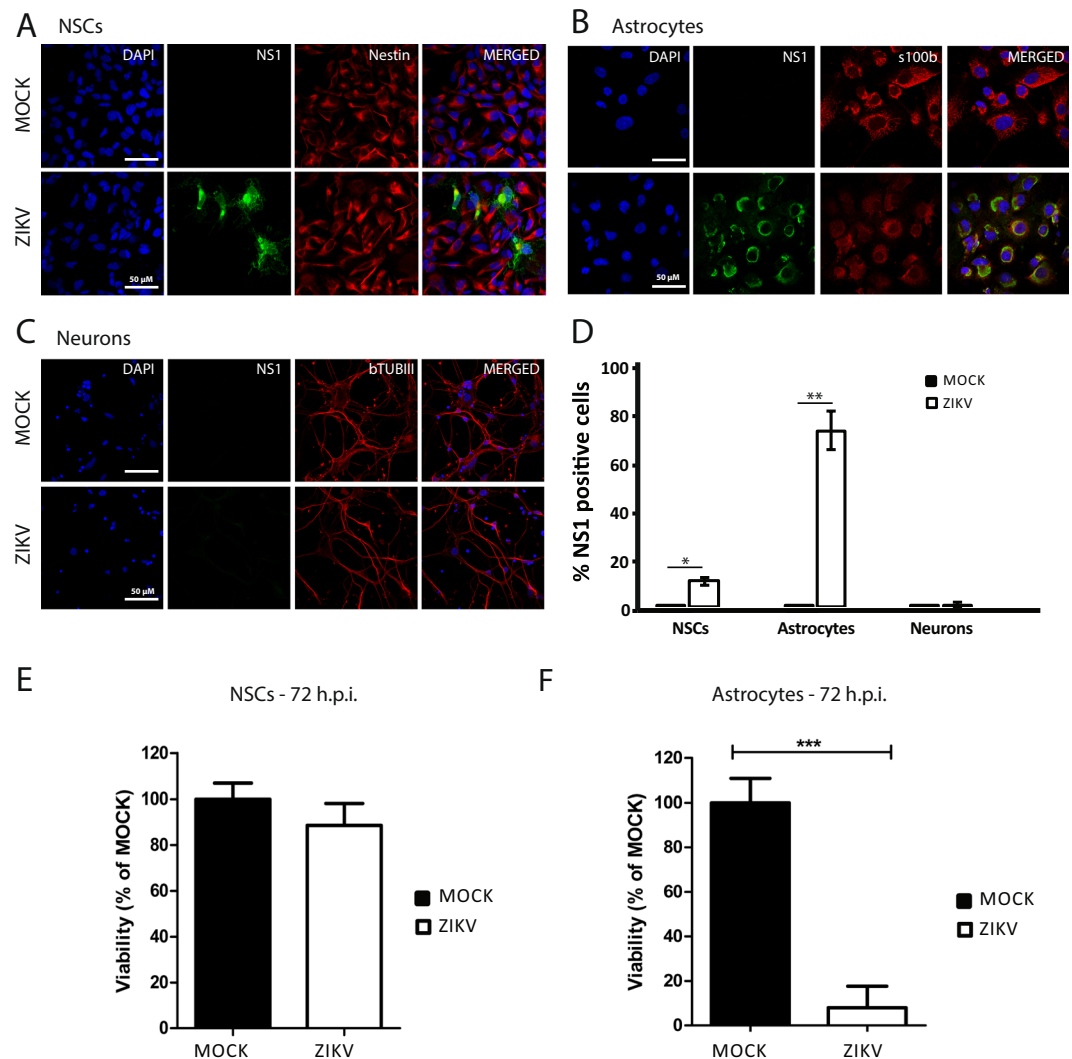 A NSCs
DAPI NS1 Nestin MERGED
MOCK
ZIKV
50 µM
B Astrocytes
DAPI NS1 s100b MERGED
MOCK
ZIKV
50 µM
C Neurons
DAPI NS1 bTUBIII MERGED
MOCK
ZIKV
50 µM
D
% NS1 positive cells
100
80
60
40
20
0
* 
**
MOCK
ZIKV
NSCs Astrocytes Neurons
E
NSCs - 72 h.p.i.
Viability (% of MOCK)
120
100
80
60
40
20
0
MOCK ZIKV
MOCK
ZIKV
F
Astrocytes - 72 h.p.i.
Viability (% of MOCK)
120
100
80
60
40
20
0
***
MOCK ZIKV
MOCK
ZIKV